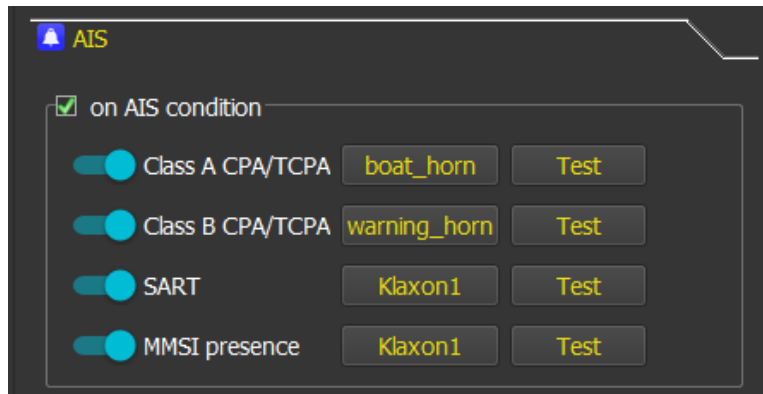 AIS
on AIS condition
Class A CPA/TCPA boat_horn Test
Class B CPA/TCPA warning_horn Test
SART Klaxon1 Test
MMSI presence Klaxon1 Test